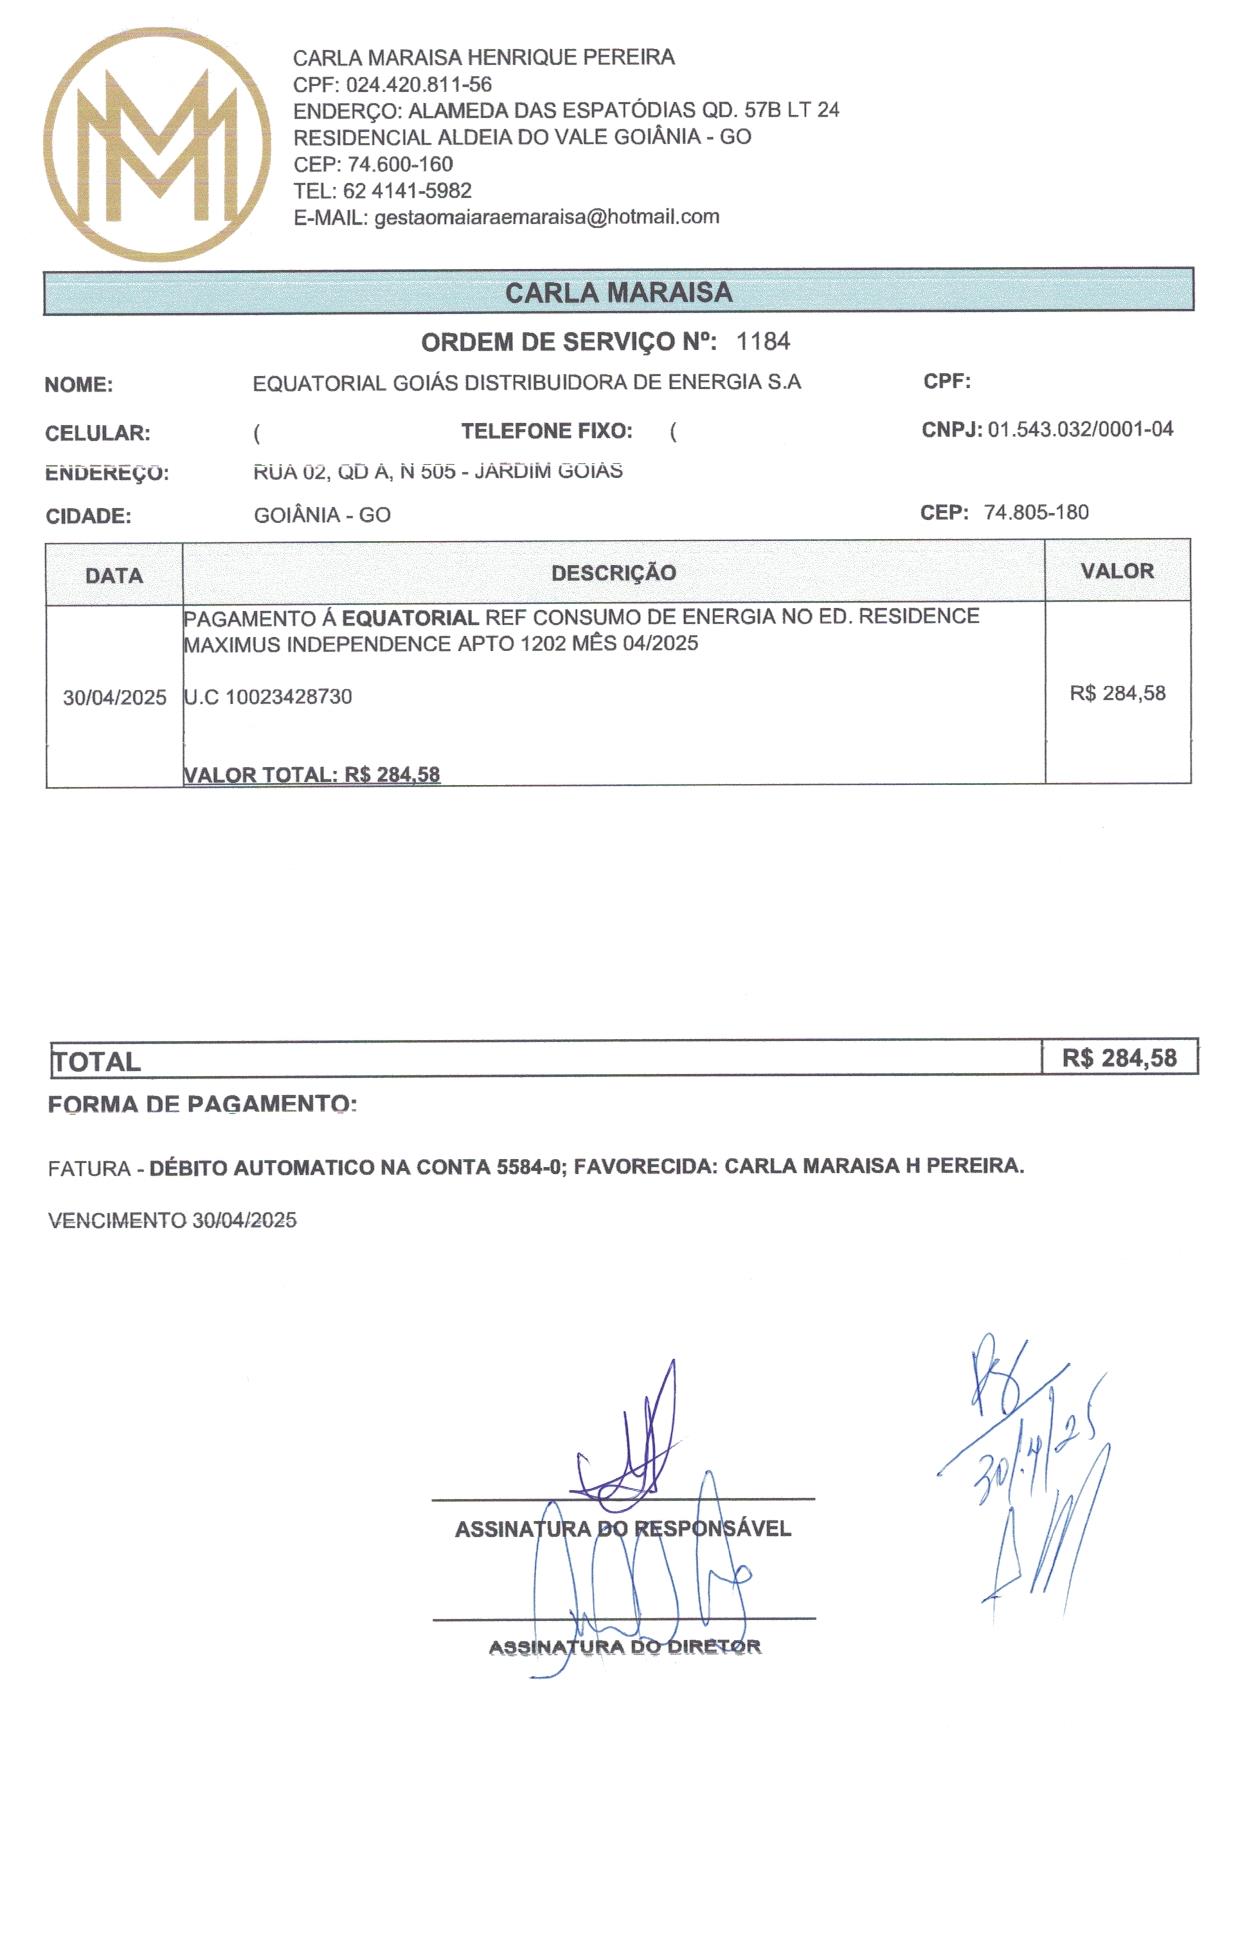 CARLA MARAISA HENRIQUE PEREIRA
CPF: 024.420.811-56
ENDERÇO: ALAMEDA DAS ESPATÓDIAS QD. 57B LT 24
RESIDENCIAL ALDEIA DO VALE GOIÂNIA - GO
CEP: 74.600-160
TEL: 62 4141-5982
E-MAIL: gestaomaiaraemaraisa@hotmail.com
CARLA MARAISA
ORDEM DE SERVIÇO Nº: 1184
NOME: EQUATORIAL GOIÁS DISTRIBUIDORA DE ENERGIA S.A CPF:
CELULAR: ( TELEFONE FIXO: ( CNPJ: 01.543.032/0001-04
ENDEREÇO: RUA 02, QD A, N 505 - JARDIM GOIÁS
CIDADE: GOIÂNIA - GO CEP: 74.805-180
DATA DESCRIÇÃO VALOR
PAGAMENTO Á EQUATORIAL REF CONSUMO DE ENERGIA NO ED. RESIDENCE
MAXIMUS INDEPENDENCE APTO 1202 MÊS 04/2025
30/04/2025 U.C 10023428730 R$ 284,58
VALOR TOTAL: R$ 284,58
TOTAL R$ 284,58
FORMA DE PAGAMENTO:
FATURA - DÉBITO AUTOMATICO NA CONTA 5584-0; FAVORECIDA: CARLA MARAISA H PEREIRA.
VENCIMENTO 30/04/2025
30/4/25
ASSINATURA DO RESPONSÁVEL
ASSINATURA DO DIRETOR